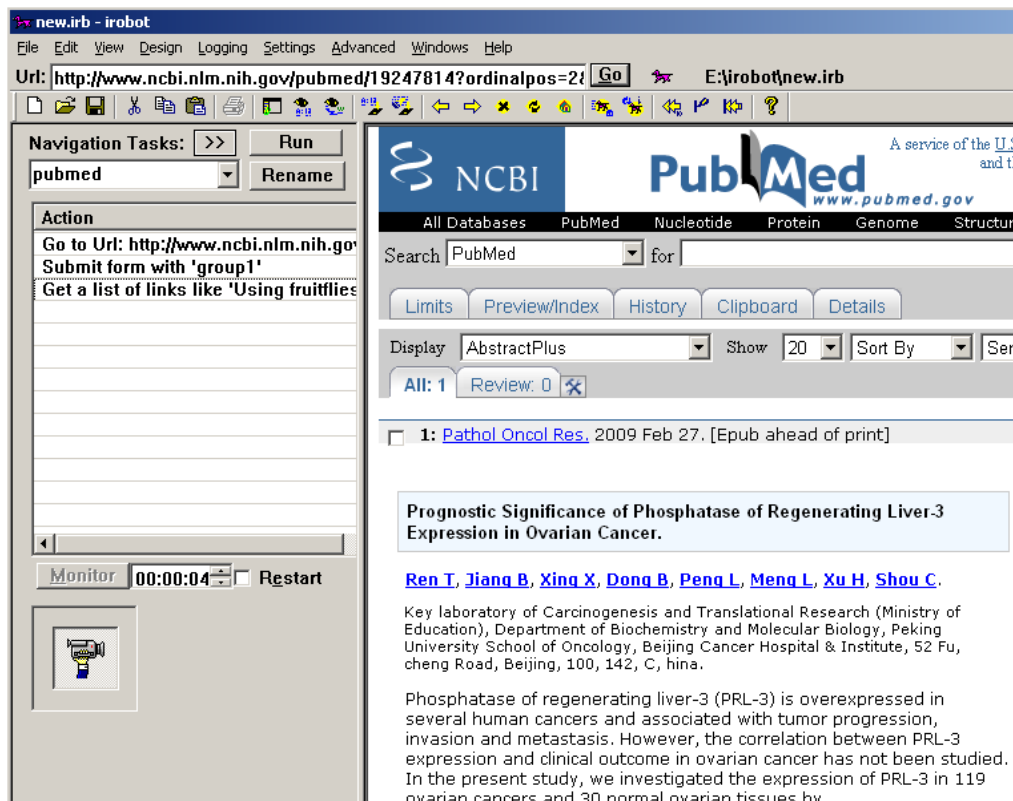 new.irb - irobot
File Edit View Design Logging Settings Advanced Windows Help
Url: http://www.ncbi.nlm.nih.gov/pubmed/19247814?ordinalpos=2 Go E:\irobot\new.irb
Navigation Tasks: >> Run
pubmed Rename
Action
Go to Url: http://www.ncbi.nlm.nih.gov
Submit form with 'group1'
Get a list of links like 'Using fruitflies
Monitor 00:00:04 Restart
NCBI
PubMed
www.pubmed.gov
A service of the U.S
and th
All Databases PubMed Nucleotide Protein Genome Structur
Search PubMed for
Limits Preview/Index History Clipboard Details
Display AbstractPlus Show 20 Sort By Ser
All: 1 Review: 0
1: Pathol Oncol Res. 2009 Feb 27. [Epub ahead of print]
Prognostic Significance of Phosphatase of Regenerating Liver-3
Expression in Ovarian Cancer.
Ren T, Jiang B, Xing X, Dong B, Peng L, Meng L, Xu H, Shou C.
Key laboratory of Carcinogenesis and Translational Research (Ministry of
Education), Department of Biochemistry and Molecular Biology, Peking
University School of Oncology, Beijing Cancer Hospital & Institute, 52 Fu,
cheng Road, Beijing, 100, 142, C, hina.
Phosphatase of regenerating liver-3 (PRL-3) is overexpressed in
several human cancers and associated with tumor progression,
invasion and metastasis. However, the correlation between PRL-3
expression and clinical outcome in ovarian cancer has not been studied.
In the present study, we investigated the expression of PRL-3 in 119
ovarian cancers and 30 normal ovarian tissues by